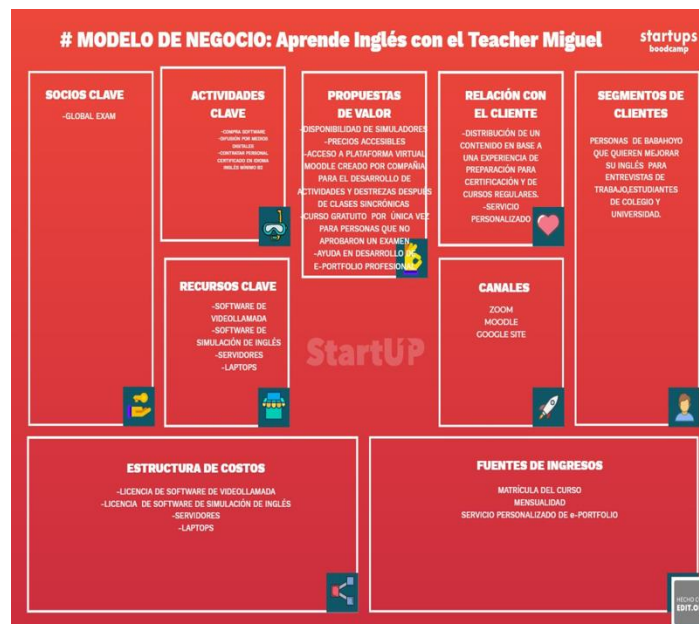 # MODELO DE NEGOCIO: Aprende Inglés con el Teacher Miguel
startups
boodcamp
SOCIOS CLAVE
-GLOBAL EXAM
ACTIVIDADES
CLAVE
-COMPRA SOFTWARE
-DIFUSIÓN POR MEDIOS
DIGITALES
-CONTRATAR PERSONAL
CERTIFICADO EN IDIOMA
INGLÉS MÍNIMO B2
RECURSOS CLAVE
-SOFTWARE DE
VIDEOLLAMADA
-SOFTWARE DE
SIMULACIÓN DE INGLÉS
-SERVIDORES
-LAPTOPS
PROPUESTAS
DE VALOR
-DISPONIBILIDAD DE SIMULADORES
-PRECIOS ACCESIBLES
-ACCESO A PLATAFORMA VIRTUAL
MOODLE CREADO POR COMPAÑIA
PARA EL DESARROLLO DE
ACTIVIDADES Y DESTREZAS DESPUÉS
DE CLASES SINCRÓNICAS
-CURSO GRATUITO POR ÚNICA VEZ
PARA PERSONAS QUE NO
APROBARON UN EXAMEN
-AYUDA EN DESARROLLO DE
E-PORTFOLIO PROFESIONAL
StartUP
RELACIÓN CON
EL CLIENTE
-DISTRIBUCIÓN DE UN
CONTENIDO EN BASE A
UNA EXPERIENCIA DE
PREPARACIÓN PARA
CERTIFICACIÓN Y DE
CURSOS REGULARES.
-SERVICIO
PERSONALIZADO
CANALES
ZOOM
MOODLE
GOOGLE SITE
SEGMENTOS DE
CLIENTES
PERSONAS DE BABAHOYO
QUE QUIEREN MEJORAR
SU INGLÉS PARA
ENTREVISTAS DE
TRABAJO,ESTUDIANTES
DE COLEGIO Y
UNIVERSIDAD.
ESTRUCTURA DE COSTOS
-LICENCIA DE SOFTWARE DE VIDEOLLAMADA
-LICENCIA DE SOFTWARE DE SIMULACIÓN DE INGLÉS
-SERVIDORES
-LAPTOPS
FUENTES DE INGRESOS
MATRÍCULA DEL CURSO
MENSUALIDAD
SERVICIO PERSONALIZADO DE e-PORTFOLIO
HECHO